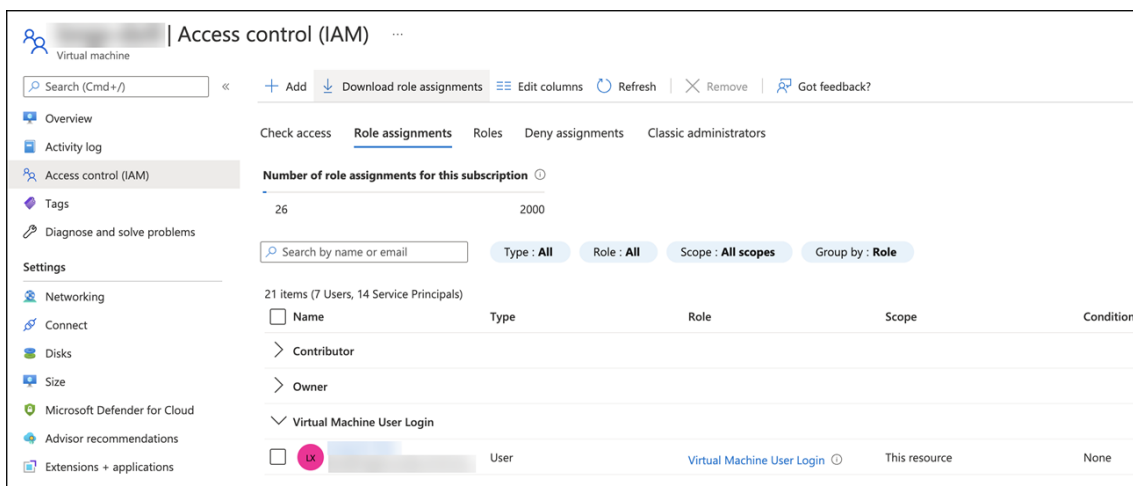 | Access control (IAM) ...
Virtual machine
Search (Cmd+/) «
Overview
Activity log
Access control (IAM)
Tags
Diagnose and solve problems
Settings
Networking
Connect
Disks
Size
Microsoft Defender for Cloud
Advisor recommendations
Extensions + applications
Add Download role assignments Edit columns Refresh Remove Got feedback?
Check access Role assignments Roles Deny assignments Classic administrators
Number of role assignments for this subscription
26 2000
Search by name or email Type : All Role : All Scope : All scopes Group by : Role
21 items (7 Users, 14 Service Principals)
Name Type Role Scope Condition
Contributor
Owner
Virtual Machine User Login
LX User Virtual Machine User Login This resource None